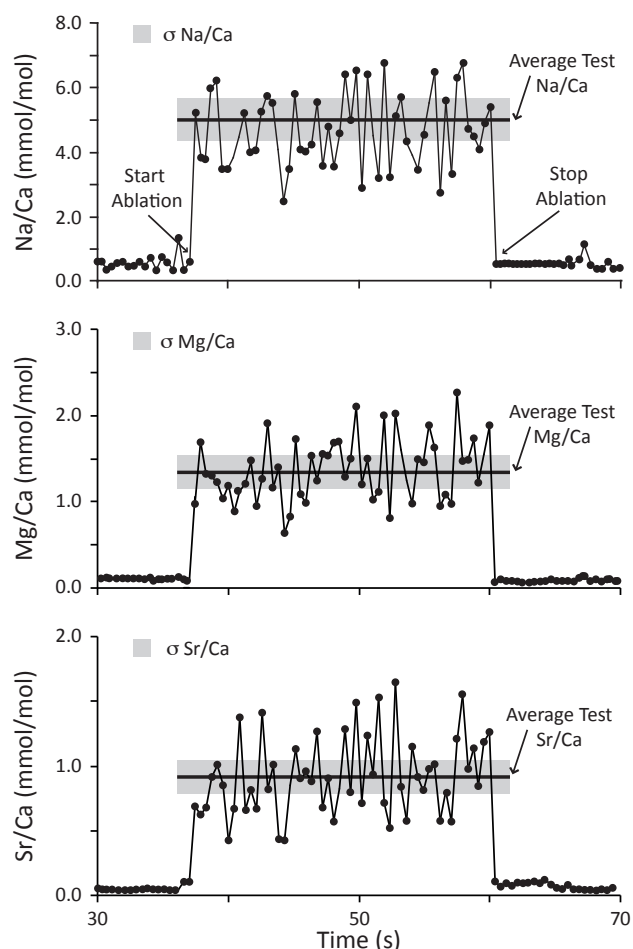 8.0
σ Na/Ca
Average Test
Na/Ca
6.0
Na/Ca (mmol/mol)
4.0
Start
Ablation
Stop
Ablation
2.0
0.0
30
50
70
3.0
σ Mg/Ca
Average Test
Mg/Ca
2.0
Mg/Ca (mmol/mol)
1.0
0.0
2.0
σ Sr/Ca
Average Test
Sr/Ca
1.0
Sr/Ca (mmol/mol)
0.0
30
50
70
Time (s)